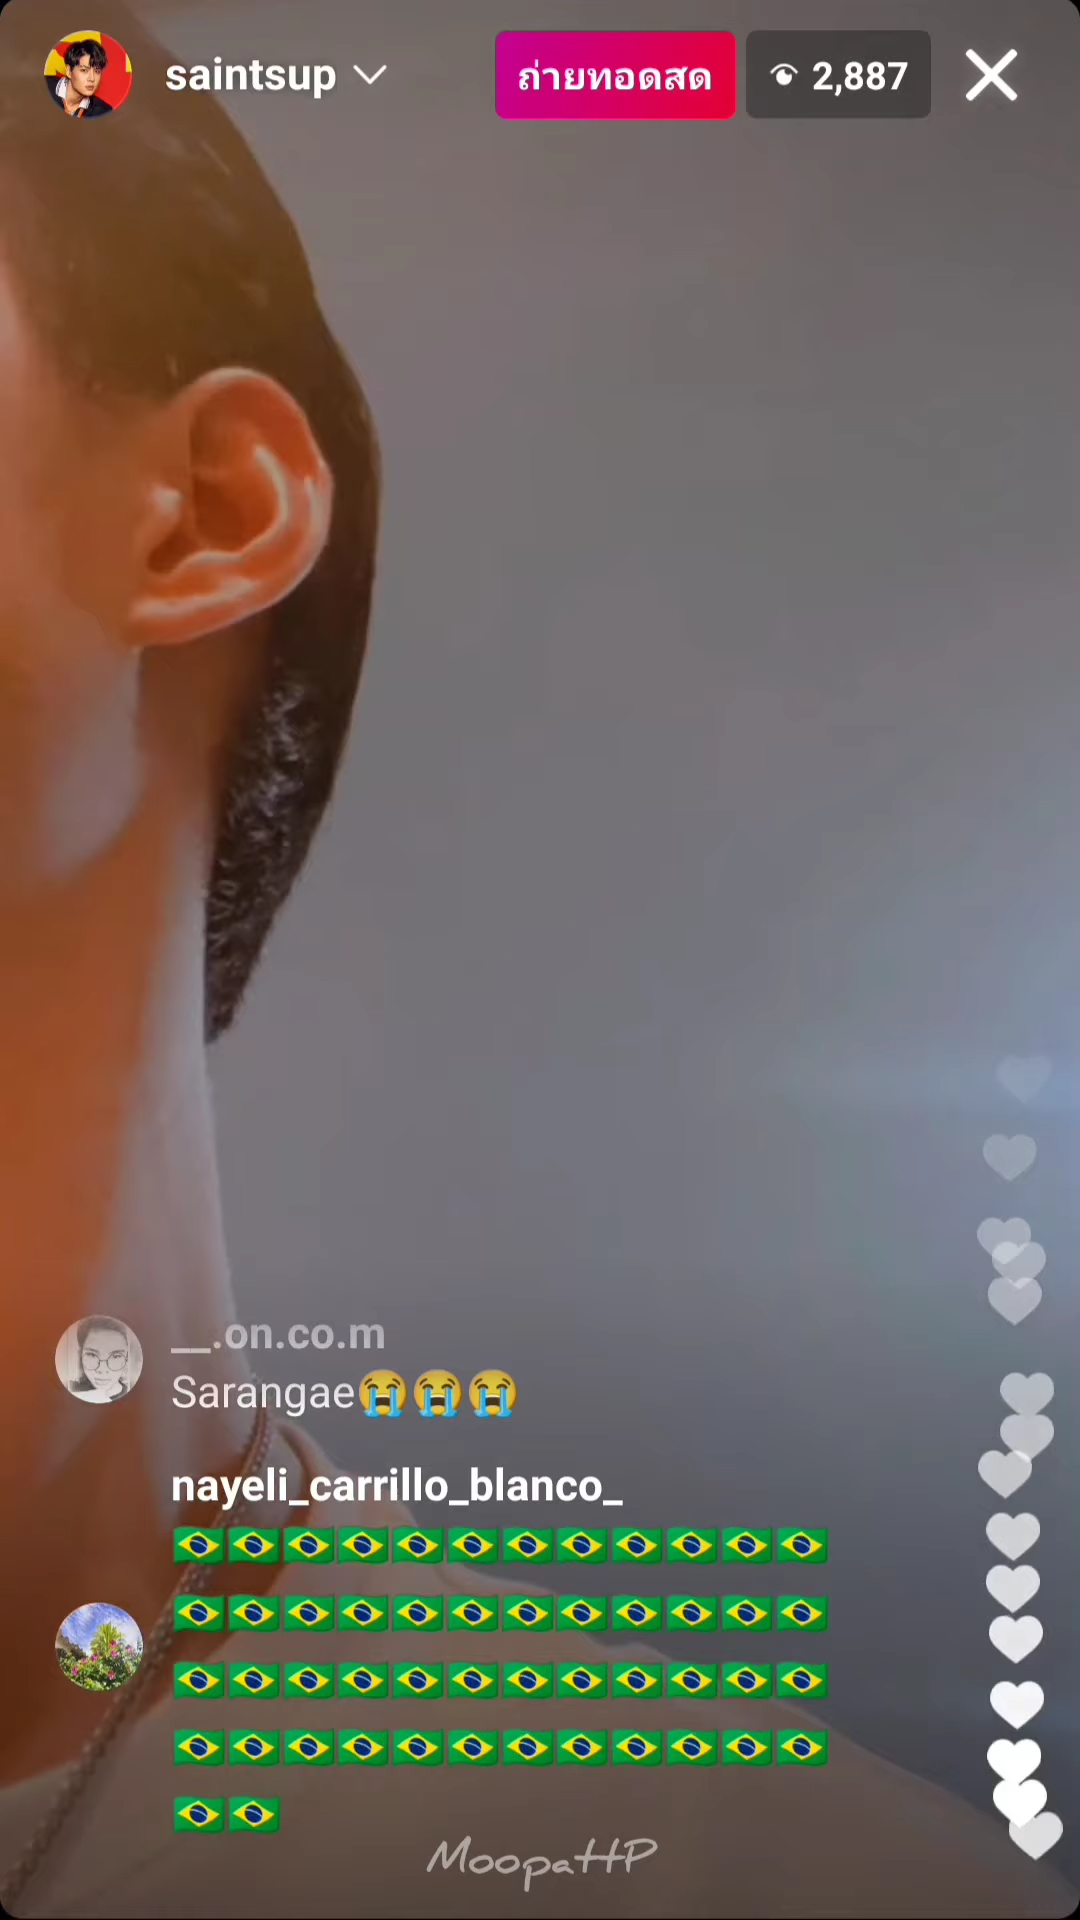 saintsup
ถ่ายทอดสด
2,887
__.on.co.m
Sarangae😭😭😭
nayeli_carrillo_blanco_
🇧🇷🇧🇷🇧🇷🇧🇷🇧🇷🇧🇷🇧🇷🇧🇷🇧🇷🇧🇷🇧🇷🇧🇷
🇧🇷🇧🇷🇧🇷🇧🇷🇧🇷🇧🇷🇧🇷🇧🇷🇧🇷🇧🇷🇧🇷🇧🇷
🇧🇷🇧🇷🇧🇷🇧🇷🇧🇷🇧🇷🇧🇷🇧🇷🇧🇷🇧🇷🇧🇷🇧🇷
🇧🇷🇧🇷🇧🇷🇧🇷🇧🇷🇧🇷🇧🇷🇧🇷🇧🇷🇧🇷🇧🇷🇧🇷
🇧🇷🇧🇷
MoopaHP